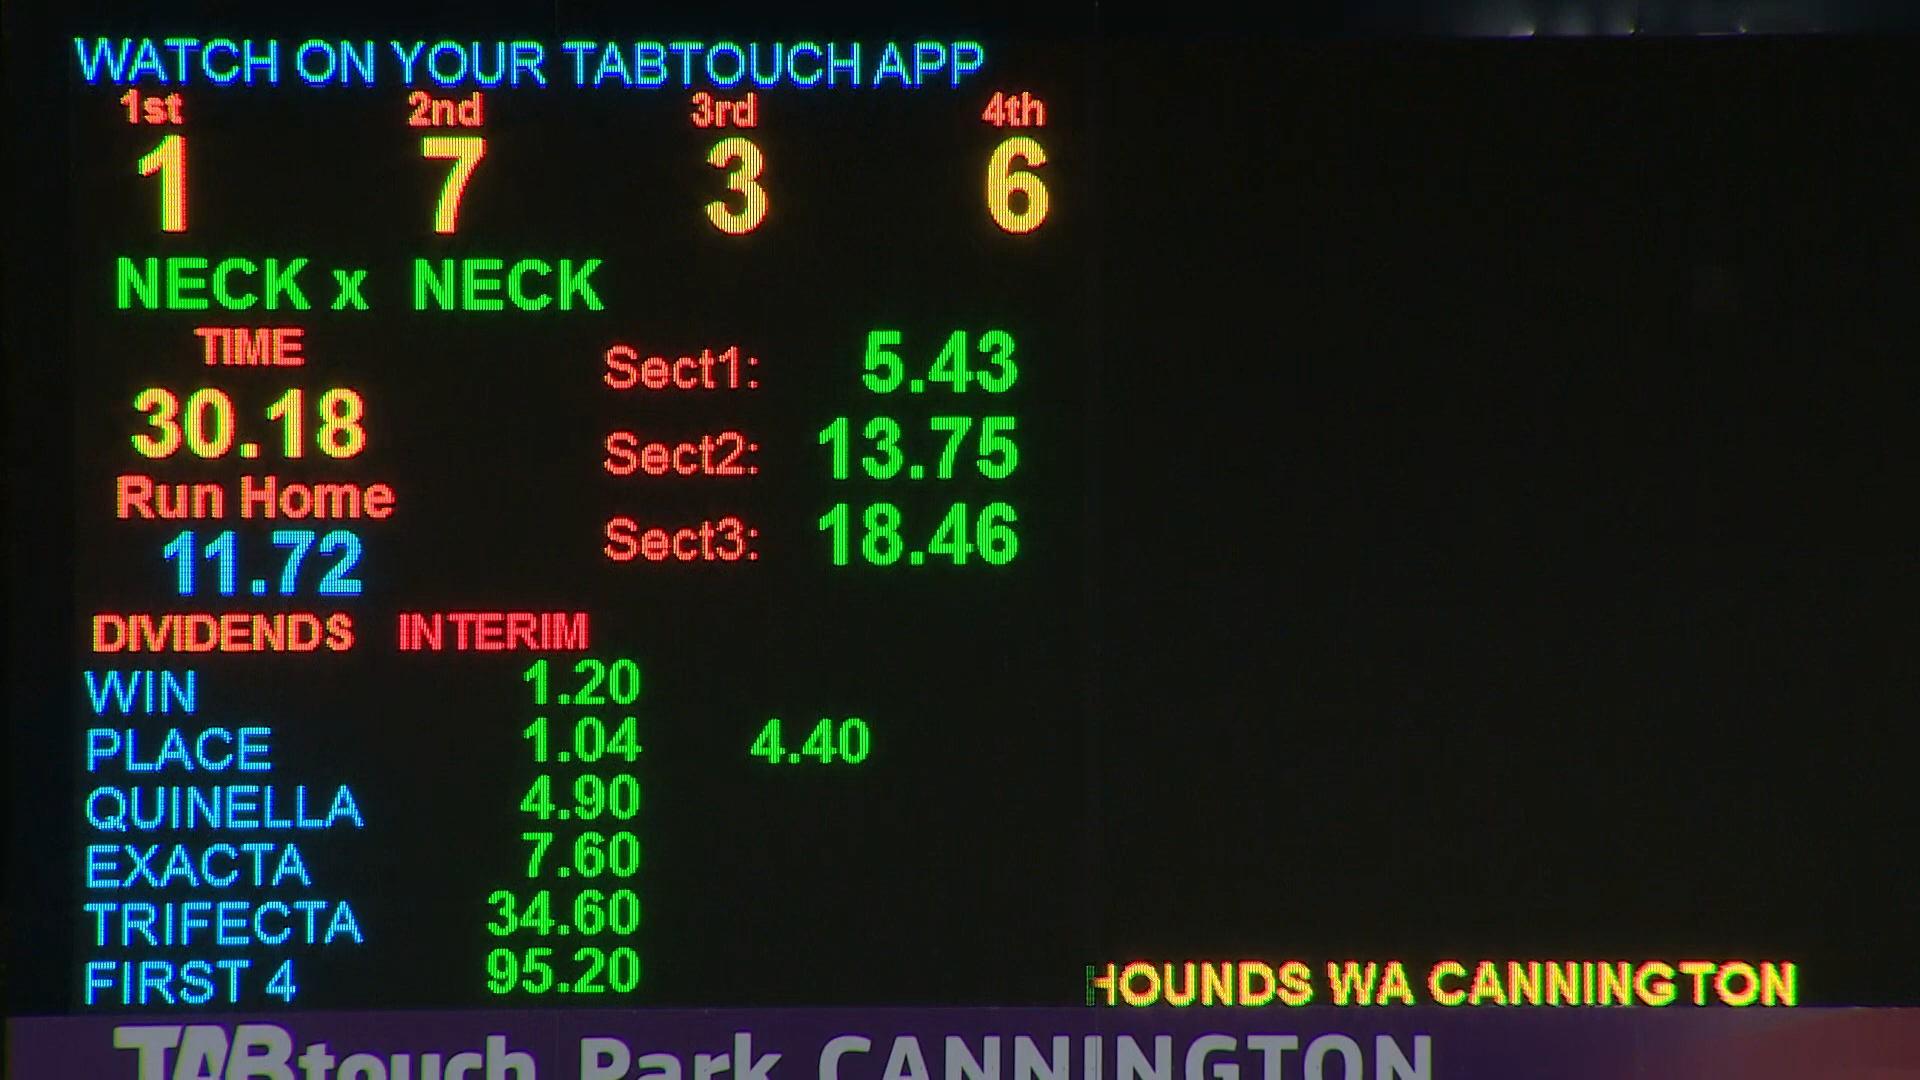 WATCH ON YOUR TABTOUCH APP
1st 2nd 3rd 4th
1 7 3 6
NECK x NECK
TIME
30.18
Run Home
11.72
Sect1: 5.43
Sect2: 13.75
Sect3: 18.46
DIVIDENDS INTERIM
WIN 1.20
PLACE 1.04 4.40
QUINELLA 4.90
EXACTA 7.60
TRIFECTA 34.60
FIRST 4 95.20
HOUNDS WA CANNINGTON
TABtouch Park CANNINGTON